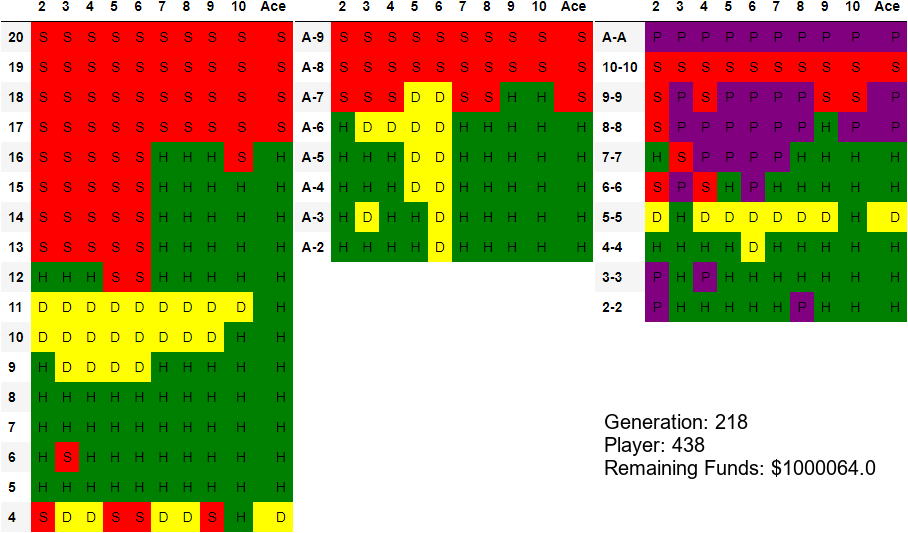 2 3 4 5 6 7 8 9 10 Ace
20 S S S S S S S S S S
19 S S S S S S S S S S
18 S S S S S S S S S S
17 S S S S S S S S S S
16 S S S S S H H H S H
15 S S S S S H H H H H
14 S S S S S H H H H H
13 S S S S S H H H H H
12 H H H S S H H H H H
11 D D D D D D D D D H
10 D D D D D D D D H H
9 H D D D D H H H H H
8 H H H H H H H H H H
7 H H H H H H H H H H
6 H S H H H H H H H H
5 H H H H H H H H H H
4 S D D S S D D S H D
2 3 4 5 6 7 8 9 10 Ace
A-9 S S S S S S S S S S
A-8 S S S S S S S S S S
A-7 S S S D D S S H H S
A-6 H D D D D H H H H H
A-5 H H H D D H H H H H
A-4 H H H D D H H H H H
A-3 H D H H D H H H H H
A-2 H H H H D H H H H H
2 3 4 5 6 7 8 9 10 Ace
A-A P P P P P P P P P P
10-10 S S S S S S S S S S
9-9 S P S P P P P S S P
8-8 S P P P P P P H P P
7-7 H S P P P P H H H H
6-6 S P S H P H H H H H
5-5 D H D D D D D D H D
4-4 H H H H D H H H H H
3-3 P H P H H H H H H H
2-2 P H H H H H P H H H
Generation: 218
Player: 438
Remaining Funds: $1000064.0